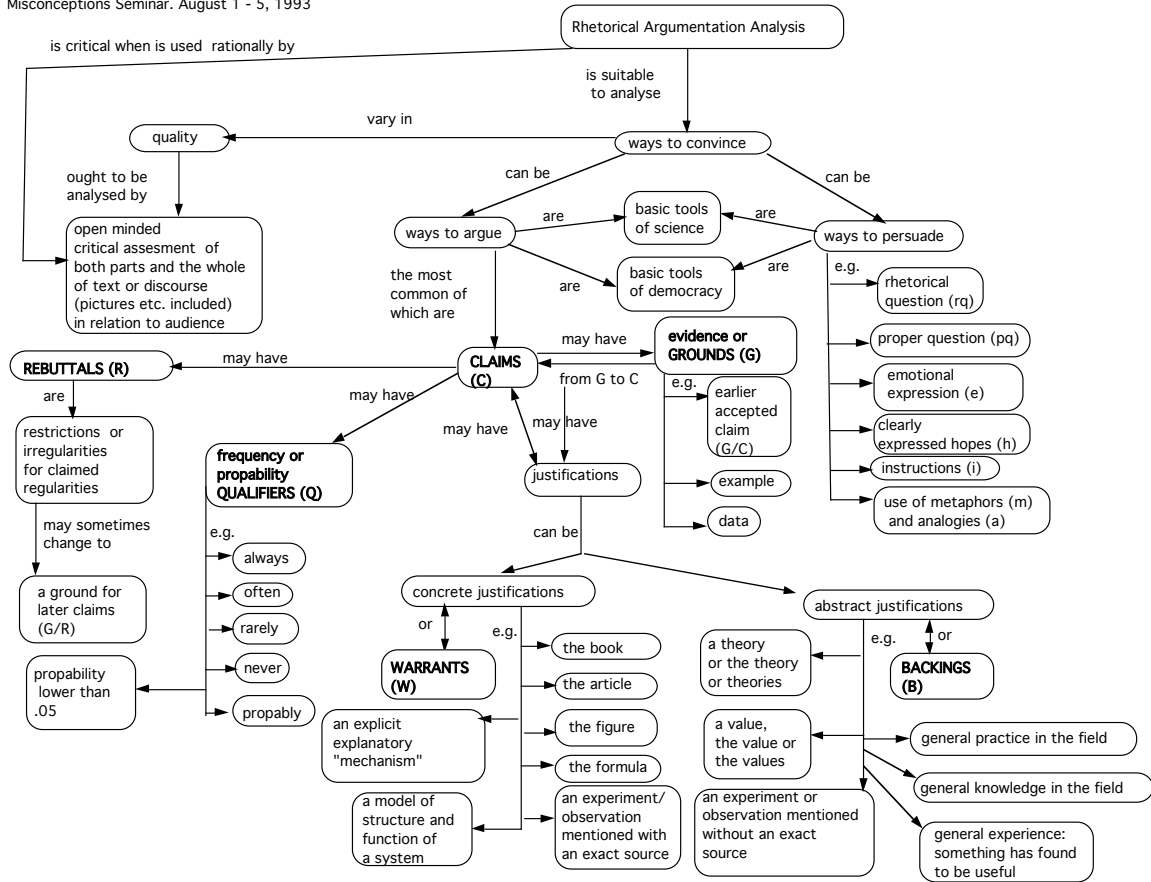 Misconceptions Seminar. August 1 - 5, 1993
Rhetorical Argumentation Analysis
is critical when is used rationally by
is suitable
to analyse
vary in
quality
ways to convince
ought to be
analysed by
can be
can be
open minded
critical assesment of
both parts and the whole
of text or discourse
(pictures etc. included)
in relation to audience
ways to argue
are
basic tools
of science
are
ways to persuade
the most
common of
which are
are
basic tools
of democracy
are
e.g.
rhetorical
question (rq)
proper question (pq)
emotional
expression (e)
clearly
expressed hopes (h)
instructions (i)
use of metaphors (m)
and analogies (a)
REBUTTALS (R)
may have
CLAIMS
(C)
may have
evidence or
GROUNDS (G)
from G to C
e.g.
earlier
accepted
claim
(G/C)
example
data
are
restrictions or
irregularities
for claimed
regularities
may have
frequency or
propability
QUALIFIERS (Q)
may have
may have
justifications
may sometimes
change to
a ground for
later claims
(G/R)
e.g.
always
often
rarely
never
propably
propability
lower than
.05
can be
concrete justifications
or
WARRANTS
(W)
e.g.
the book
the article
an explicit
explanatory
"mechanism"
the figure
the formula
a model of
structure and
function of
a system
an experiment/
observation
mentioned with
an exact source
abstract justifications
e.g.
or
BACKINGS
(B)
a theory
or the theory
or theories
a value,
the value or
the values
general practice in the field
general knowledge in the field
an experiment or
observation mentioned
without an exact
source
general experience:
something has found
to be useful